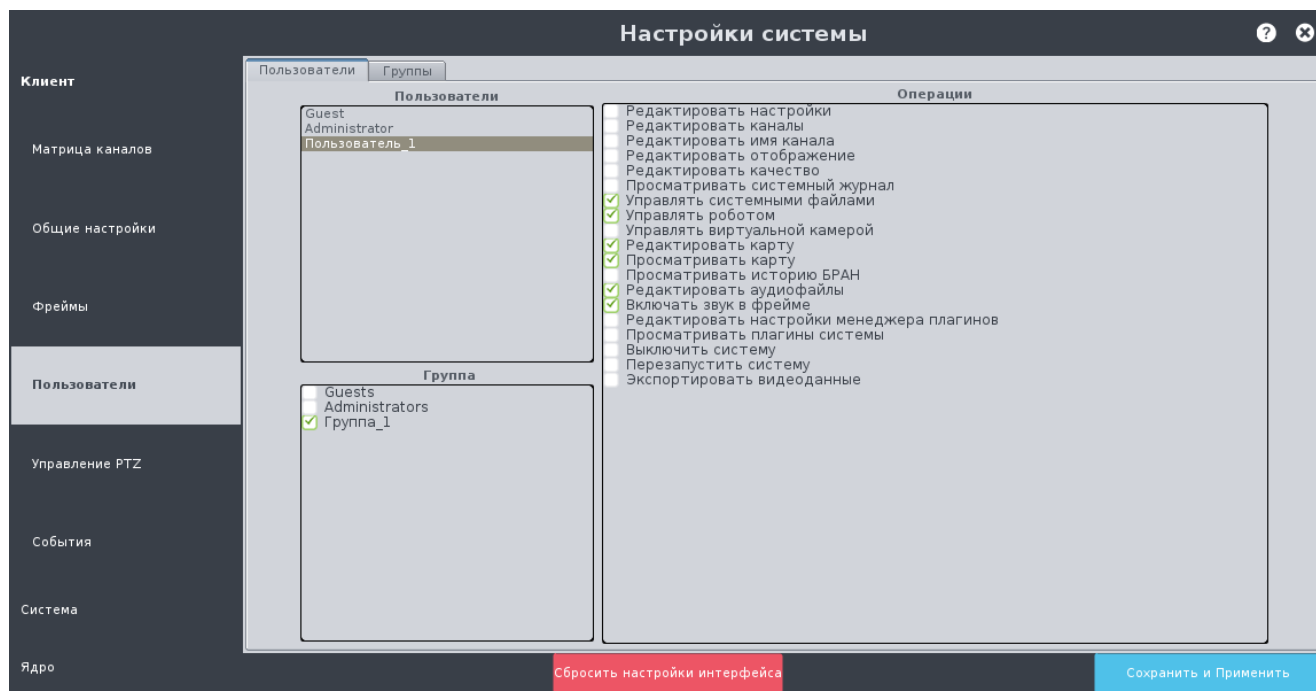 Настройки системы
?
Клиент
Матрица каналов
Общие настройки
Фреймы
Пользователи
Управление PTZ
События
Система
Ядро
Пользователи
Группы
Пользователи
Guest
Administrator
Пользователь_1
Группа
Guests
Administrators
Группа_1
Операции
Редактировать настройки
Редактировать каналы
Редактировать имя канала
Редактировать отображение
Редактировать качество
Просматривать системный журнал
Управлять системными файлами
Управлять роботом
Управлять виртуальной камерой
Редактировать карту
Просматривать карту
Просматривать историю БРАН
Редактировать аудиофайлы
Включать звук в фрейме
Редактировать настройки менеджера плагинов
Просматривать плагины системы
Выключить систему
Перезапустить систему
Экспортировать видеоданные
Сбросить настройки интерфейса
Сохранить и Применить